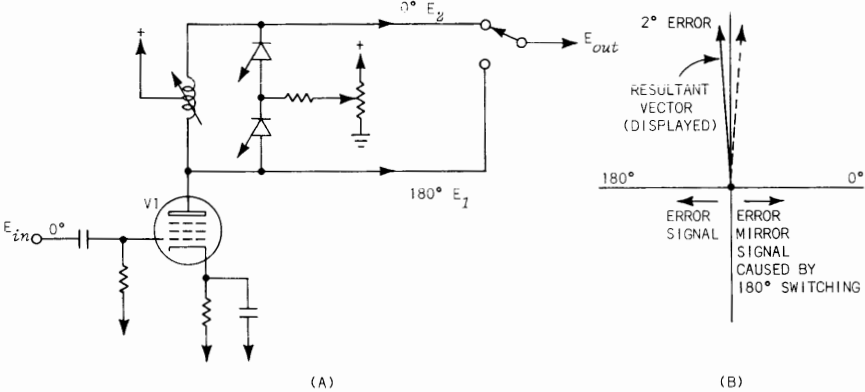 0° E2
+
+
Eout
V1
Ein 0°
180° E1
(A)
2° ERROR
RESULTANT
VECTOR
(DISPLAYED)
180°
0°
ERROR
SIGNAL
ERROR
MIRROR
SIGNAL
CAUSED BY
180° SWITCHING
(B)